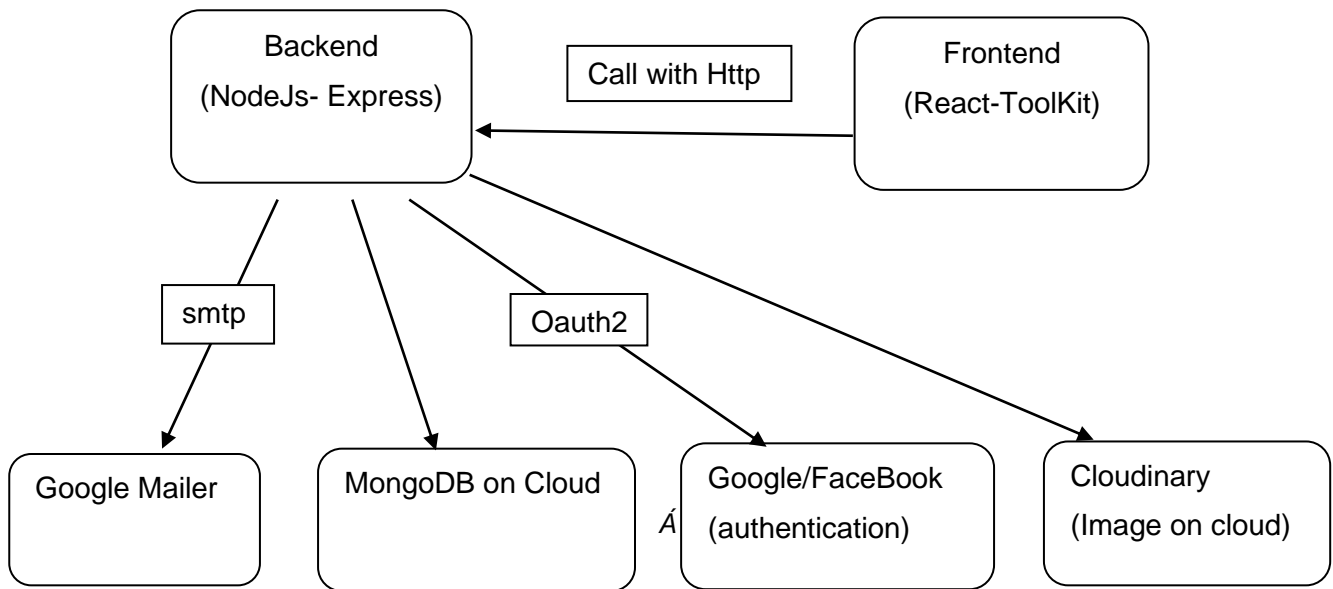 Backend
(NodeJs- Express)
Call with Http
Frontend
(React-ToolKit)
smtp
Oauth2
Google Mailer
MongoDB on Cloud
Google/FaceBook
(authentication)
Á
Cloudinary
(Image on cloud)